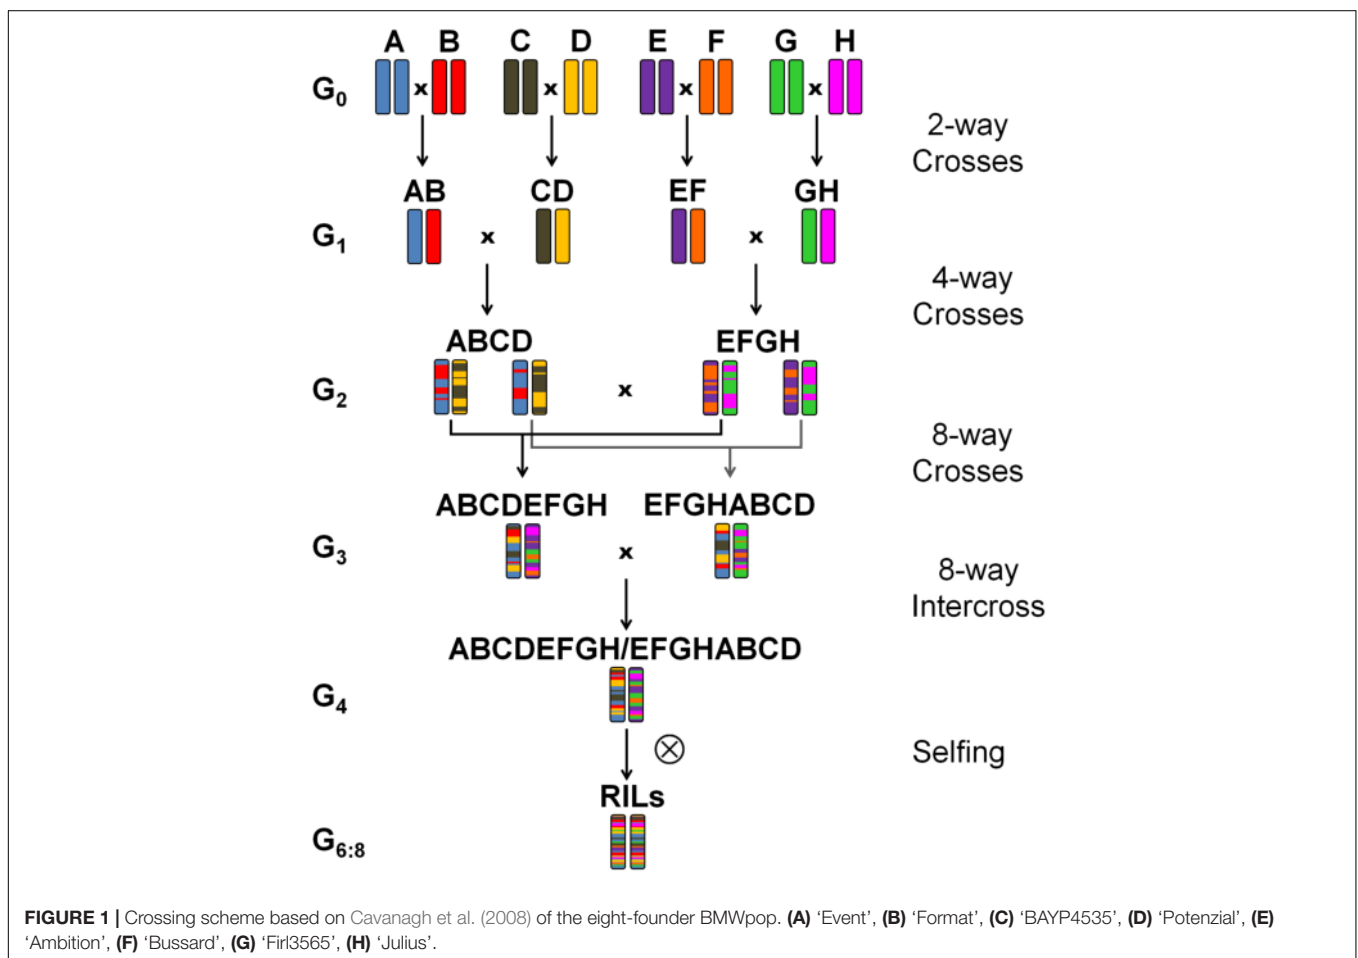 A B C D E F G H
G₀ x x x x
2-way
Crosses
AB CD EF GH
G₁ x x
4-way
Crosses
ABCD EFGH
G₂ x
8-way
Crosses
ABCDEFGH EFGHABCD
G₃ x
8-way
Intercross
ABCDEFGH/EFGHABCD
G₄
Selfing
RILs
G₆:₈
FIGURE 1 | Crossing scheme based on Cavanagh et al. (2008) of the eight-founder BMWpop. (A) ‘Event’, (B) ‘Format’, (C) ‘BAYP4535’, (D) ‘Potenzial’, (E)
‘Ambition’, (F) ‘Bussard’, (G) ‘Firl3565’, (H) ‘Julius’.